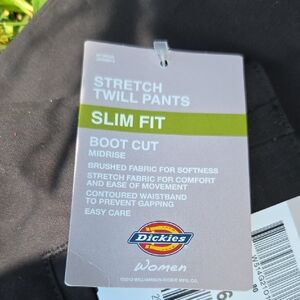 STRETCH
TWILL PANTS
SLIM FIT
BOOT CUT
MIDRISE
BRUSHED FABRIC FOR SOFTNESS
STRETCH FABRIC FOR COMFORT
AND EASE OF MOVEMENT
CONTOURED WAISTBAND
TO PREVENT GAPPING
EASY CARE
Dickies
Women